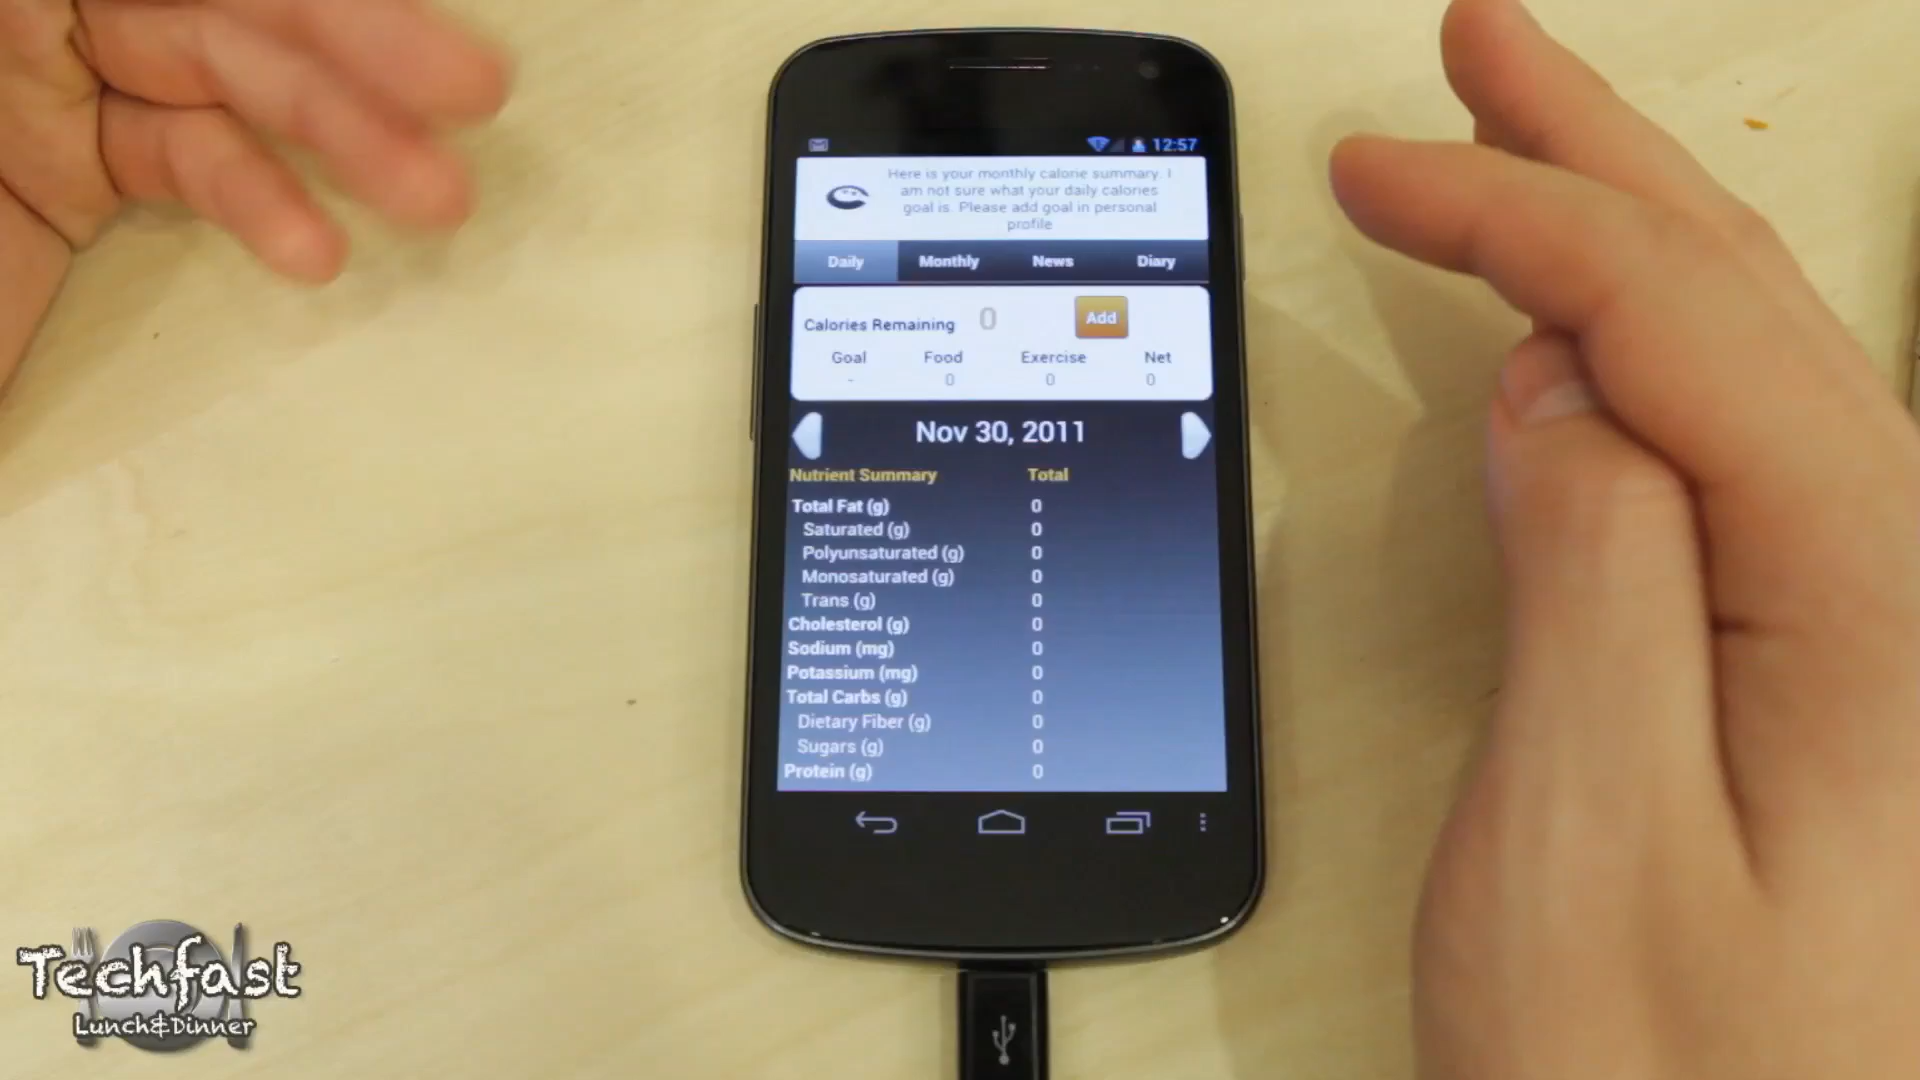 12:57
Here is your monthly calorie summary. I
am not sure what your daily calories
goal is. Please add goal in personal
profile
Daily Monthly News Diary
Calories Remaining 0 Add
Goal Food Exercise Net
- 0 0 0
Nov 30, 2011
Nutrient Summary Total
Total Fat (g) 0
Saturated (g) 0
Polyunsaturated (g) 0
Monosaturated (g) 0
Trans (g) 0
Cholesterol (g) 0
Sodium (mg) 0
Potassium (mg) 0
Total Carbs (g) 0
Dietary Fiber (g) 0
Sugars (g) 0
Protein (g) 0
Techfast
Lunch&Dinner